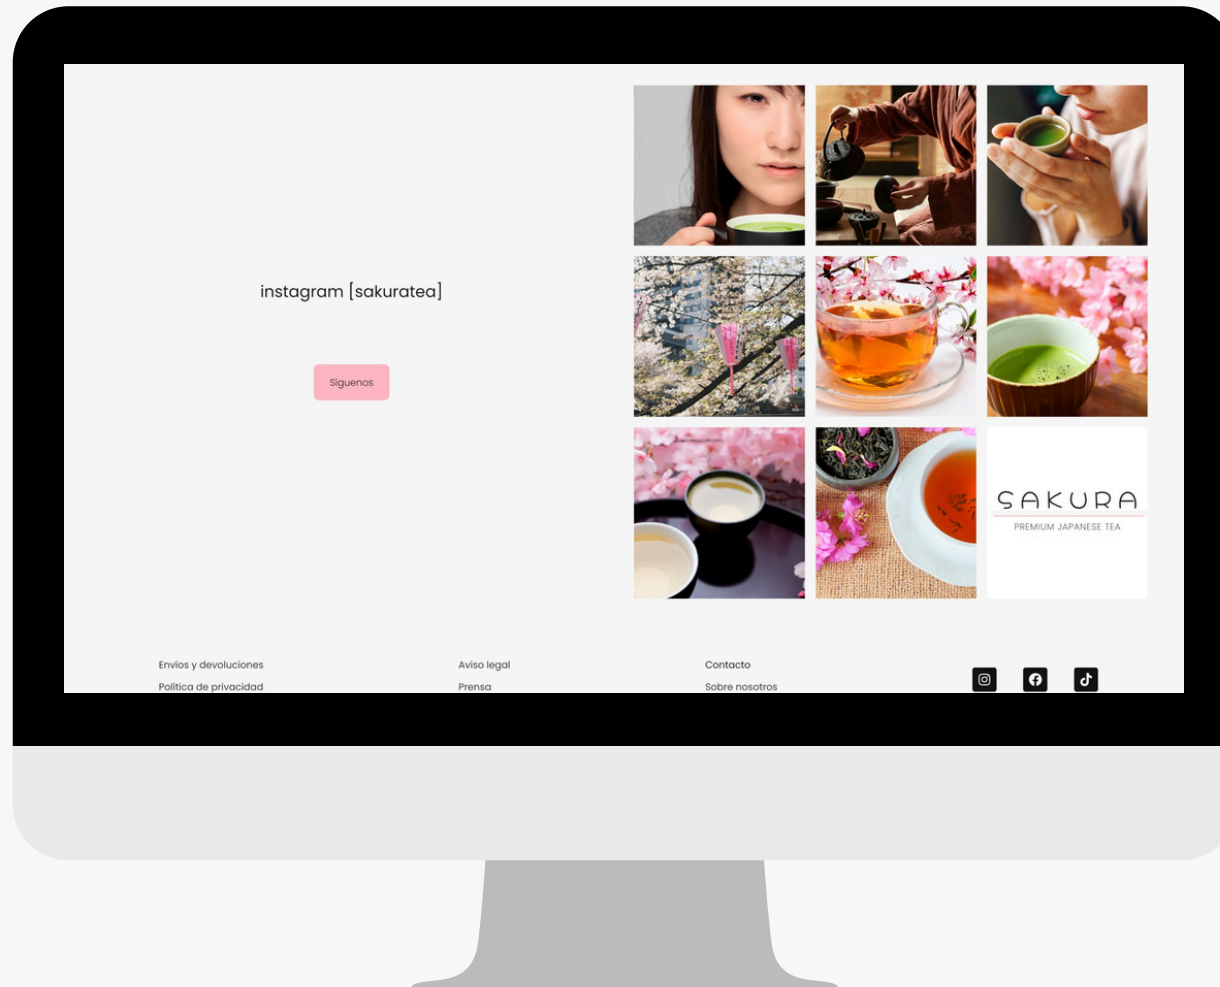 instagram [sakuratea]
Síguenos
SAKURA
PREMIUM JAPANESE TEA
Envíos y devoluciones
Aviso legal
Contacto
Política de privacidad
Prensa
Sobre nosotros